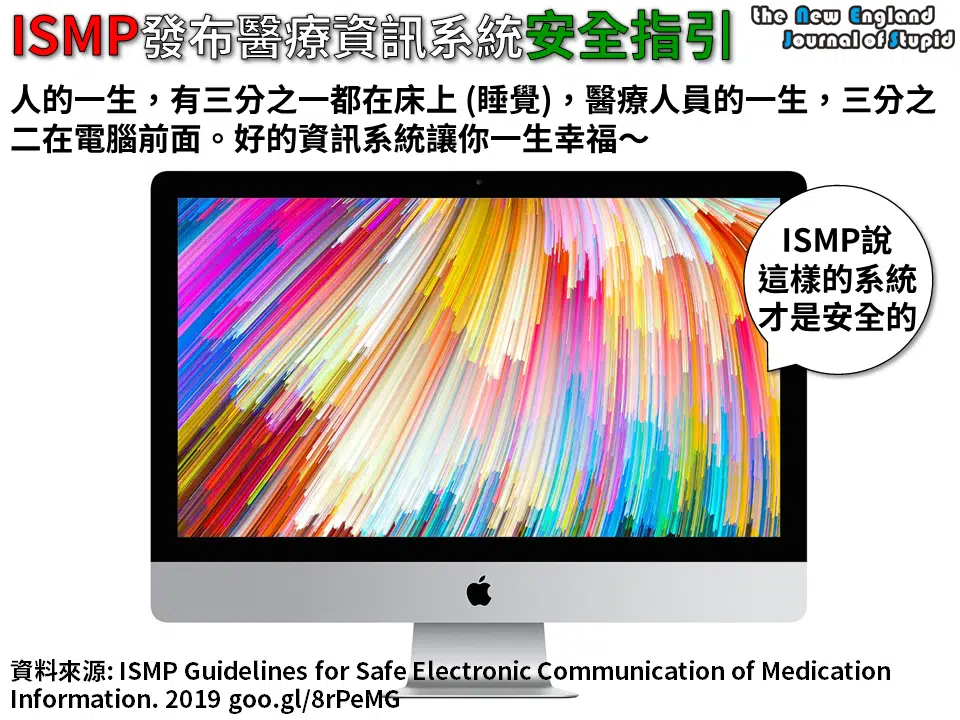 ISMP發布醫療資訊系統安全指引
the New England
Journal of Stupid
人的一生，有三分之一都在床上 (睡覺)，醫療人員的一生，三分之
二在電腦前面。好的資訊系統讓你一生幸福～
ISMP說
這樣的系統
才是安全的
資料來源: ISMP Guidelines for Safe Electronic Communication of Medication
Information. 2019 goo.gl/8rPeMG